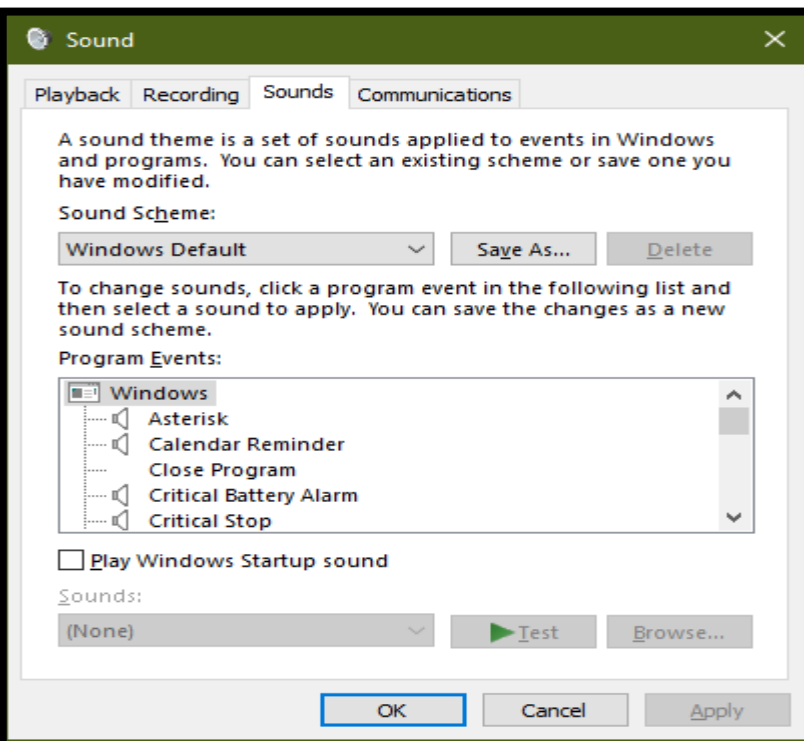 Sound
Playback Recording Sounds Communications
A sound theme is a set of sounds applied to events in Windows
and programs. You can select an existing scheme or save one you
have modified.
Sound Scheme:
Windows Default Save As... Delete
To change sounds, click a program event in the following list and
then select a sound to apply. You can save the changes as a new
sound scheme.
Program Events:
Windows
Asterisk
Calendar Reminder
Close Program
Critical Battery Alarm
Critical Stop
Play Windows Startup sound
Sounds:
(None) Test Browse...
OK Cancel Apply